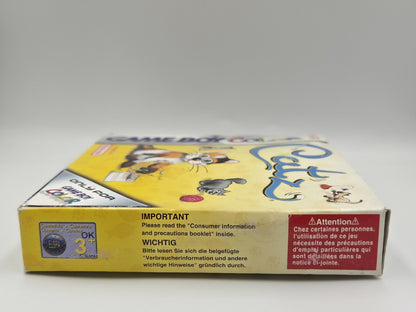 GAME BOY COLOR
Catz
ONLY FOR
GAME BOY
COLOR
OK
3+
IMPORTANT
Please read the "Consumer information
and precautions booklet" inside.
WICHTIG
Bitte lesen Sie sich die beigefügte
"Verbraucherinformation und andere
wichtige Hinweise" gründlich durch.
⚠Attention⚠
Chez certaines personnes,
l'utilisation de ce jeu
nécessite des précautions
d'emploi particulières qui
sont détaillées dans la
notice ci-jointe.